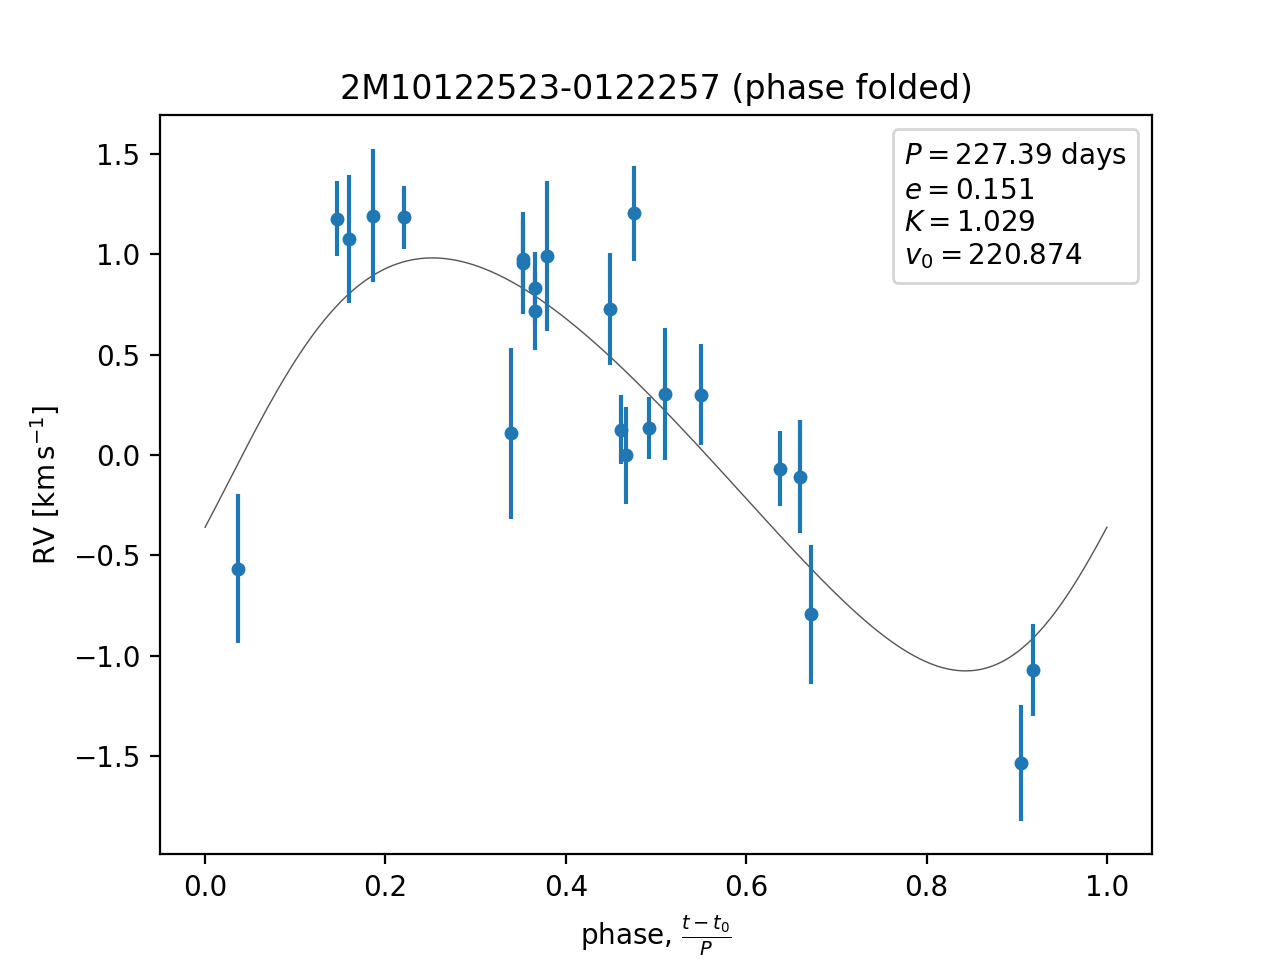 2M10122523-0122257 (phase folded)
P = 227.39 days
e = 0.151
K = 1.029
v₀ = 220.874
RV [km s⁻¹]
1.5
1.0
0.5
0.0
−0.5
−1.0
−1.5
0.0 0.2 0.4 0.6 0.8 1.0
phase, (t − t₀)/P